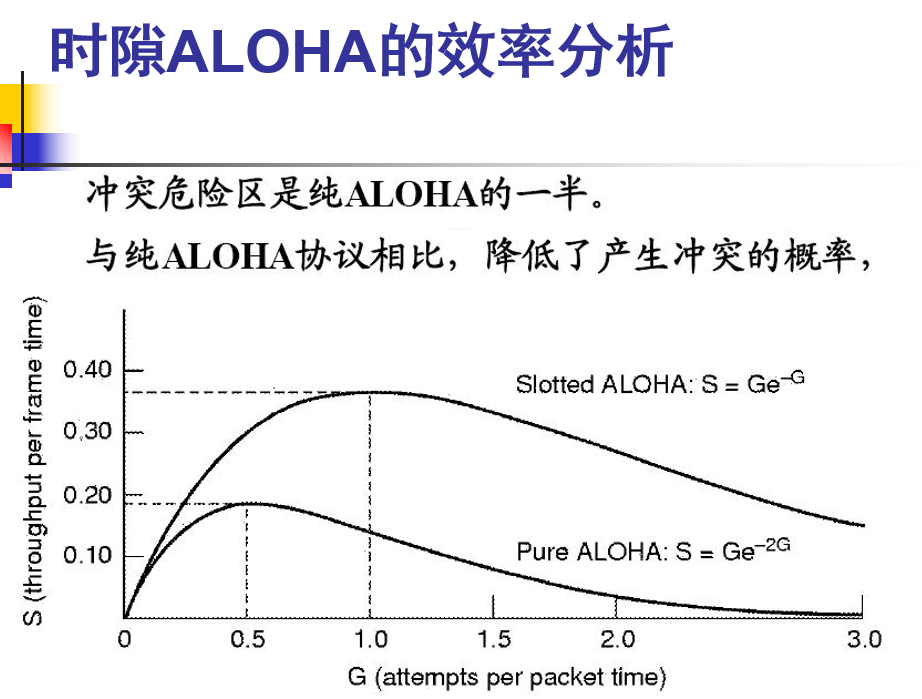 时隙ALOHA的效率分析
冲突危险区是纯ALOHA的一半。
与纯ALOHA协议相比，降低了产生冲突的概率，
S (throughput per frame time)
0.40
0.30
0.20
0.10
Slotted ALOHA: S = Ge⁻ᴳ
Pure ALOHA: S = Ge⁻²ᴳ
0 0.5 1.0 1.5 2.0 3.0
G (attempts per packet time)